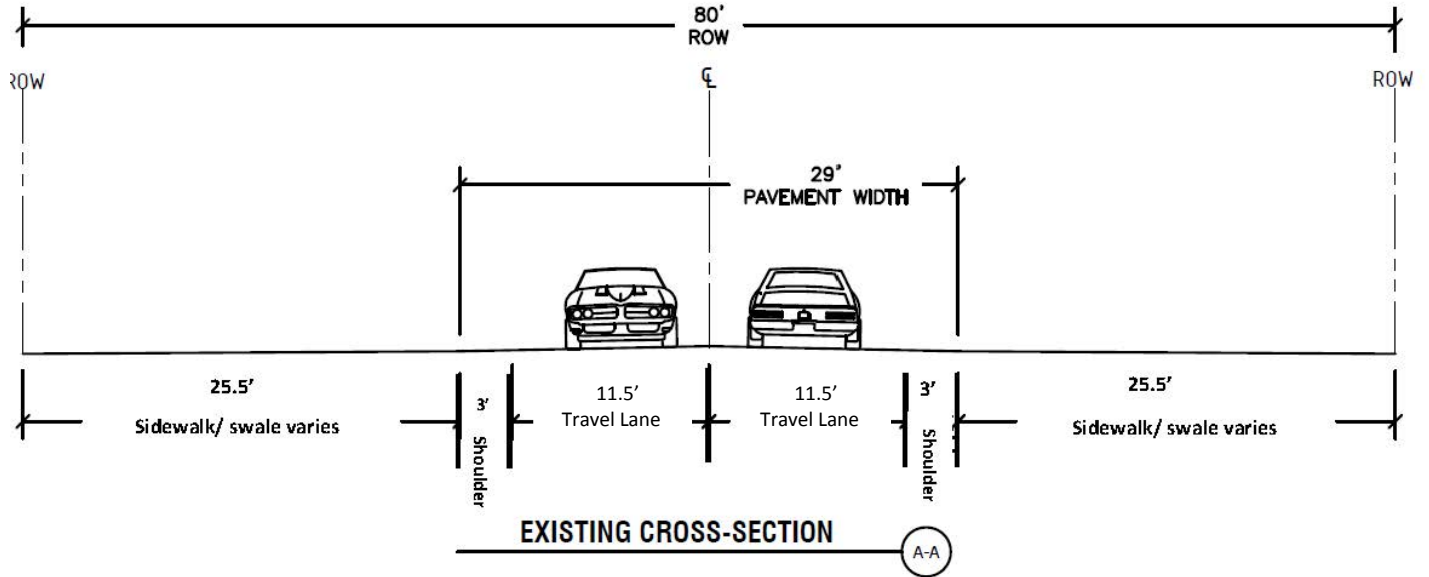 80'
ROW
ROW
℄
ROW
29'
PAVEMENT WIDTH
25.5'
Sidewalk/ swale varies
3'
Shoulder
11.5'
Travel Lane
11.5'
Travel Lane
3'
Shoulder
25.5'
Sidewalk/ swale varies
EXISTING CROSS-SECTION
A-A